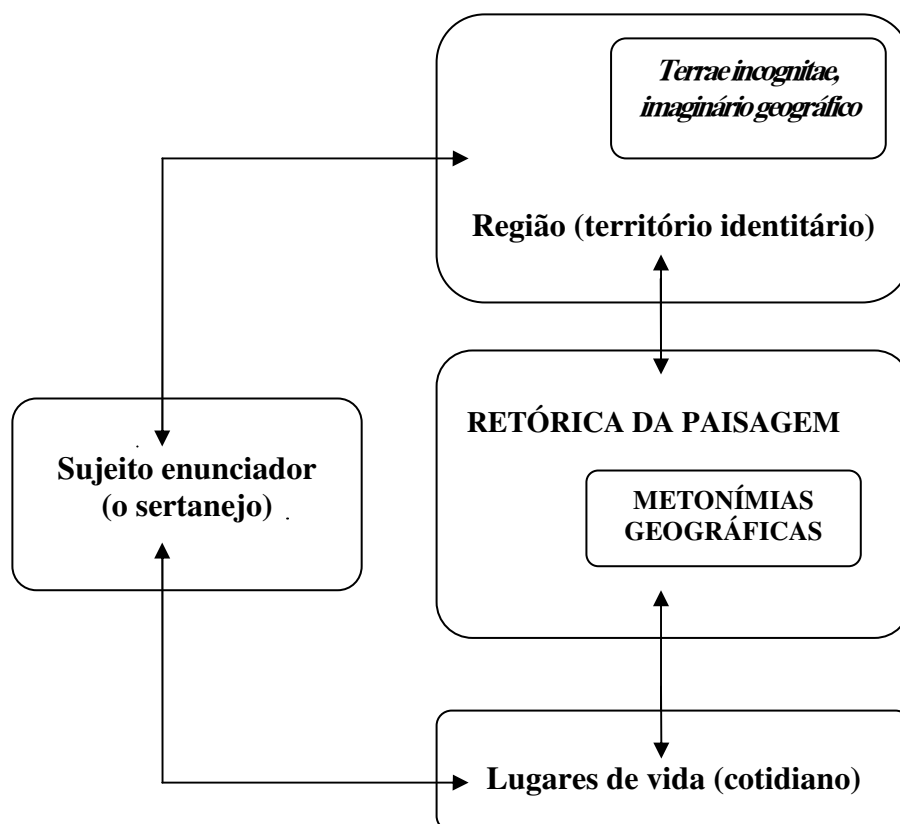 Terrae incognitae,
imaginário geográfico
Região (território identitário)
RETÓRICA DA PAISAGEM
Sujeito enunciador
(o sertanejo)
METONÍMIAS
GEOGRÁFICAS
Lugares de vida (cotidiano)